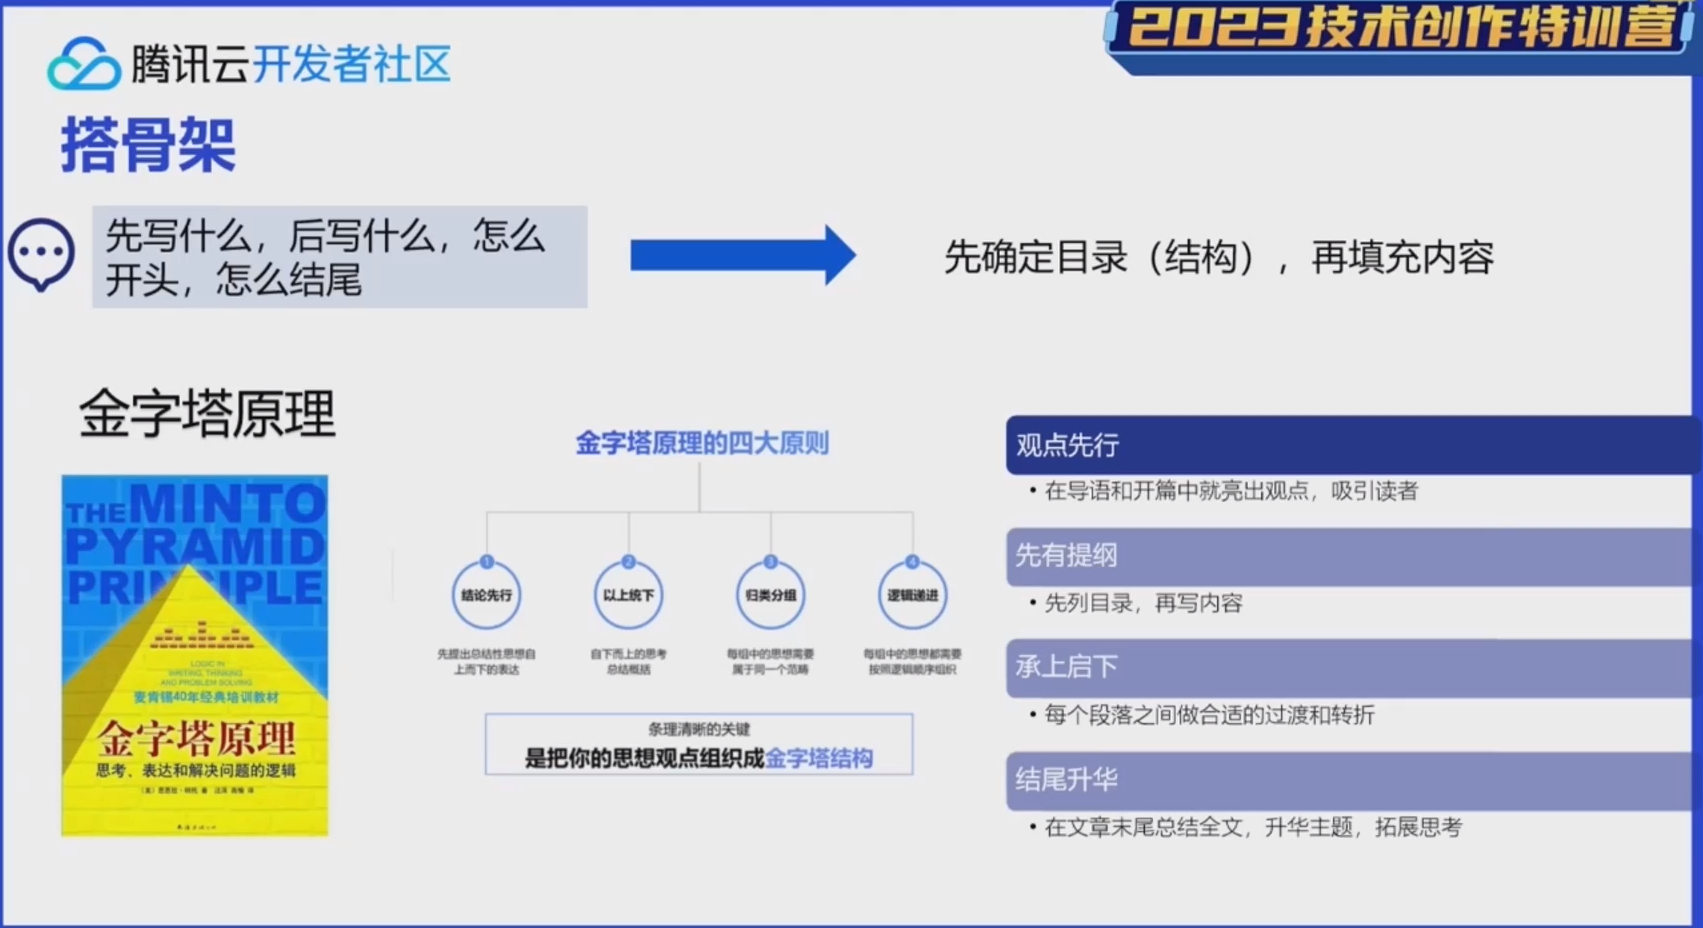 2023技术创作特训营
腾讯云开发者社区
搭骨架
先写什么，后写什么，怎么
开头，怎么结尾
先确定目录（结构），再填充内容
金字塔原理
THE MINTO
PYRAMID
PRINCIPLE
LOGIC IN
WRITING, THINKING
AND PROBLEM SOLVING
麦肯锡40年经典培训教材
金字塔原理
思考、表达和解决问题的逻辑
金字塔原理的四大原则
1
结论先行
先提出总结性思想自
上而下的表达
2
以上统下
自下而上的思考
总结概括
3
归类分组
每组中的思想需要
属于同一个范畴
4
逻辑递进
每组中的思想都需要
按照逻辑顺序组织
条理清晰的关键
是把你的思想观点组织成金字塔结构
观点先行
• 在导语和开篇中就亮出观点，吸引读者
先有提纲
• 先列目录，再写内容
承上启下
• 每个段落之间做合适的过渡和转折
结尾升华
• 在文章末尾总结全文，升华主题，拓展思考